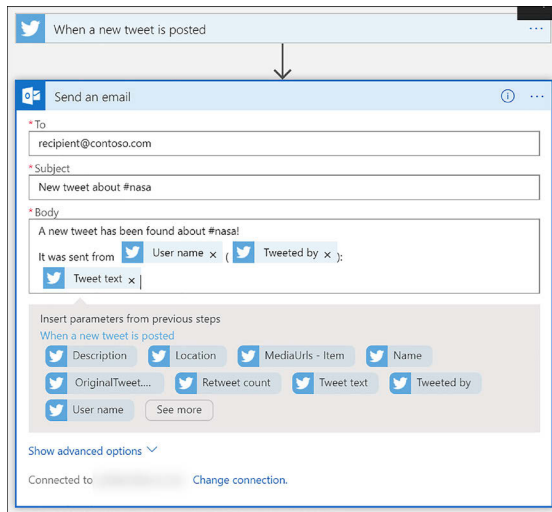 When a new tweet is posted
...
Send an email
...
*To
recipient@contoso.com
*Subject
New tweet about #nasa
*Body
A new tweet has been found about #nasa!
It was sent from User name × ( Tweeted by × ):
Tweet text ×
Insert parameters from previous steps
When a new tweet is posted
Description Location MediaUrls - Item Name
OriginalTweet.... Retweet count Tweet text Tweeted by
User name See more
Show advanced options
Connected to Change connection.